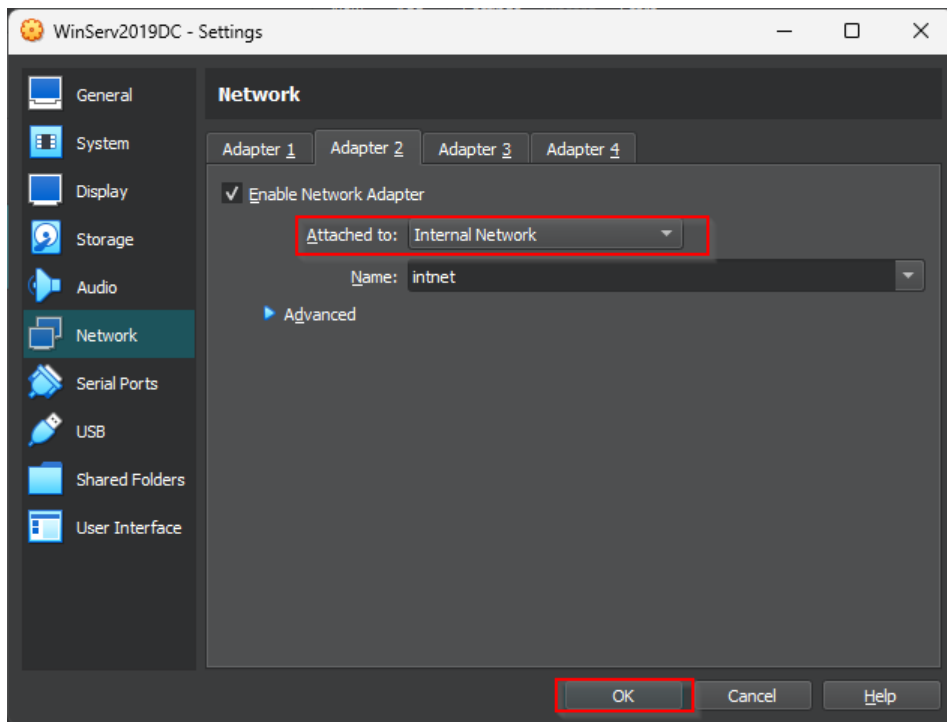 WinServ2019DC - Settings
General
System
Display
Storage
Audio
Network
Serial Ports
USB
Shared Folders
User Interface
Network
Adapter 1 Adapter 2 Adapter 3 Adapter 4
Enable Network Adapter
Attached to: Internal Network
Name: intnet
Advanced
OK Cancel Help